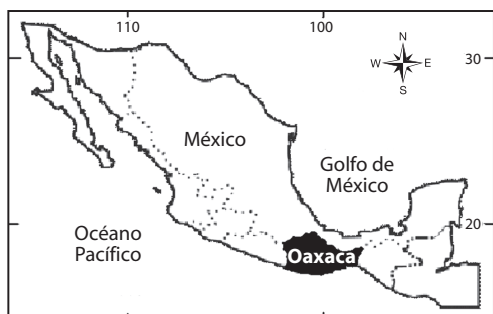 110
100
N
W
E
S
30
México
Golfo de
México
20
Océano
Pacífico
Oaxaca